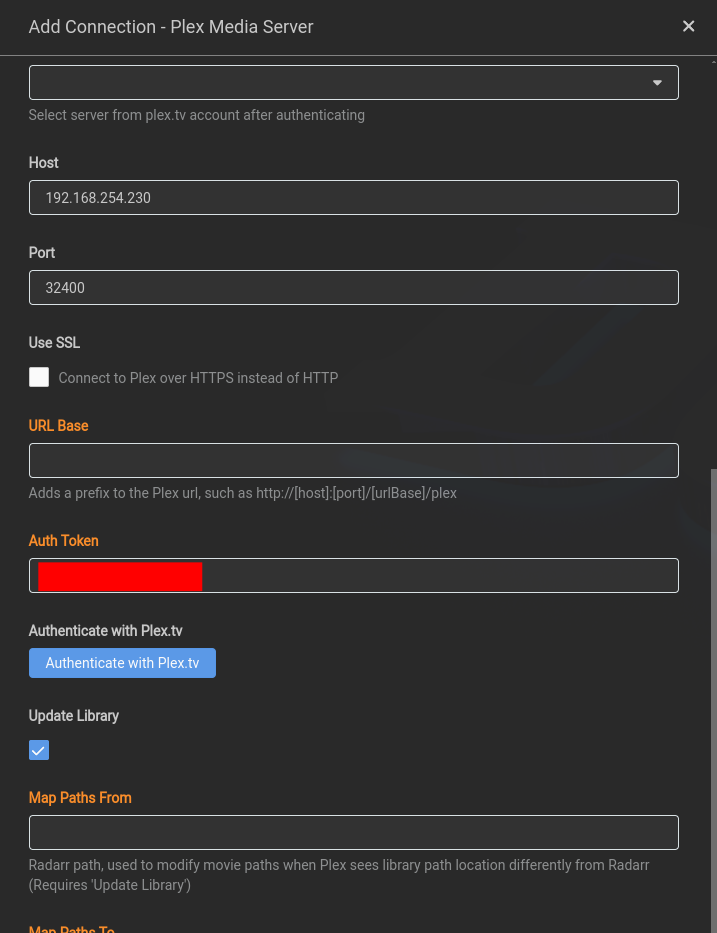 Add Connection - Plex Media Server
Select server from plex.tv account after authenticating
Host
192.168.254.230
Port
32400
Use SSL
Connect to Plex over HTTPS instead of HTTP
URL Base
Adds a prefix to the Plex url, such as http://[host]:[port]/[urlBase]/plex
Auth Token
Authenticate with Plex.tv
Authenticate with Plex.tv
Update Library
Map Paths From
Radarr path, used to modify movie paths when Plex sees library path location differently from Radarr
(Requires 'Update Library')
Map Paths To